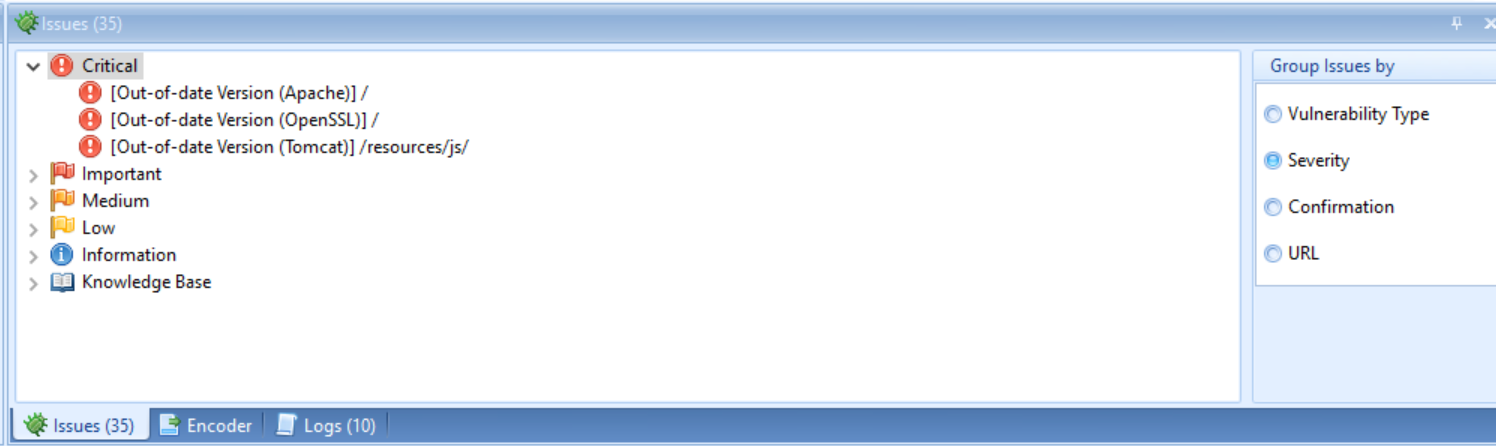 Issues (35)
Critical
[Out-of-date Version (Apache)] /
[Out-of-date Version (OpenSSL)] /
[Out-of-date Version (Tomcat)] /resources/js/
Important
Medium
Low
Information
Knowledge Base
Group Issues by
Vulnerability Type
Severity
Confirmation
URL
Issues (35)
Encoder
Logs (10)